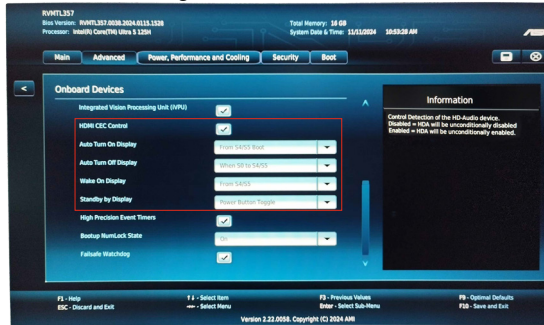 RVMTL357
Bios Version: RVMTL357.0038.2024.0115.1528
Processor: Intel(R) Core(TM) Ultra 5 125H
Total Memory: 16 GB
System Date & Time: 11/11/2024 10:53:28 AM
Main Advanced Power, Performance and Cooling Security Boot
Onboard Devices
Integrated Vision Processing Unit (IVPU)
HDMI CEC Control
Auto Turn On Display From S4/S5 Boot
Auto Turn Off Display When S0 to S4/S5
Wake On Display From S4/S5
Standby by Display Power Button Toggle
High Precision Event Timers
Bootup NumLock State On
Failsafe Watchdog
Information
Control Detection of the HD-Audio device.
Disabled = HDA will be unconditionally disabled
Enabled = HDA will be unconditionally enabled.
F1 - Help
ESC - Discard and Exit
- Select Item
- Select Menu
F3 - Previous Values
Enter - Select Sub-Menu
F9 - Optimal Defaults
F10 - Save and Exit
Version 2.22.0058. Copyright (C) 2024 AMI